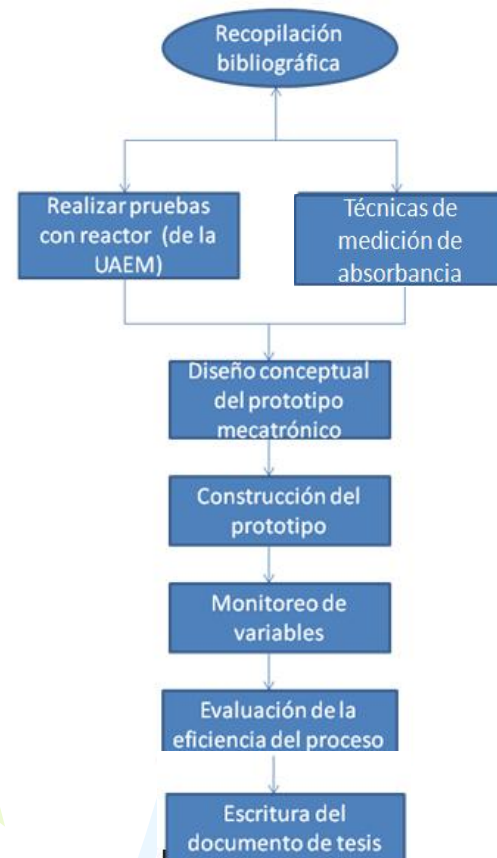 Recopilación
bibliográfica
Realizar pruebas
con reactor (de la
UAEM)
Técnicas de
medición de
absorbancia
Diseño conceptual
del prototipo
mecatrónico
Construcción del
prototipo
Monitoreo de
variables
Evaluación de la
eficiencia del proceso
Escritura del
documento de tesis